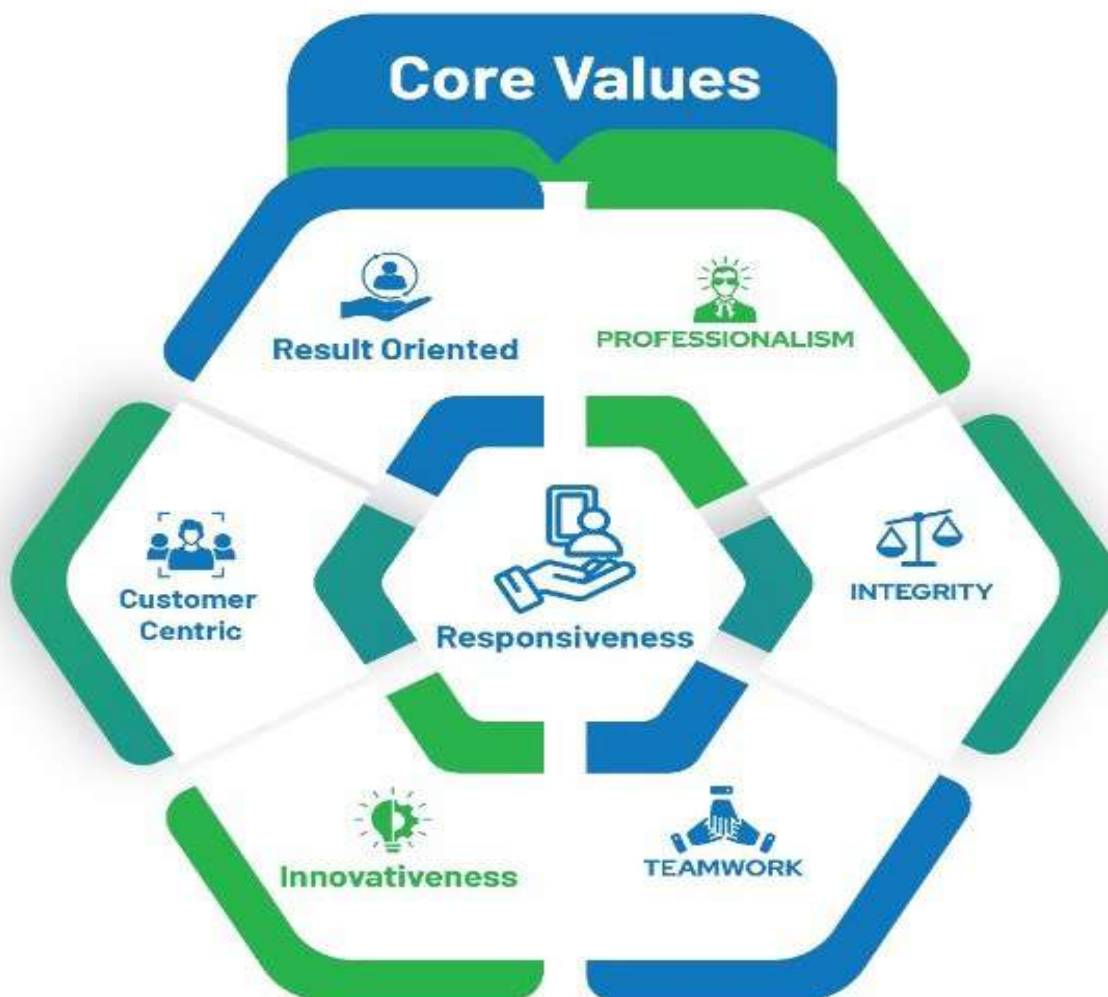 Core Values
Result Oriented
PROFESSIONALISM
Customer
Centric
Responsiveness
INTEGRITY
Innovativeness
TEAMWORK